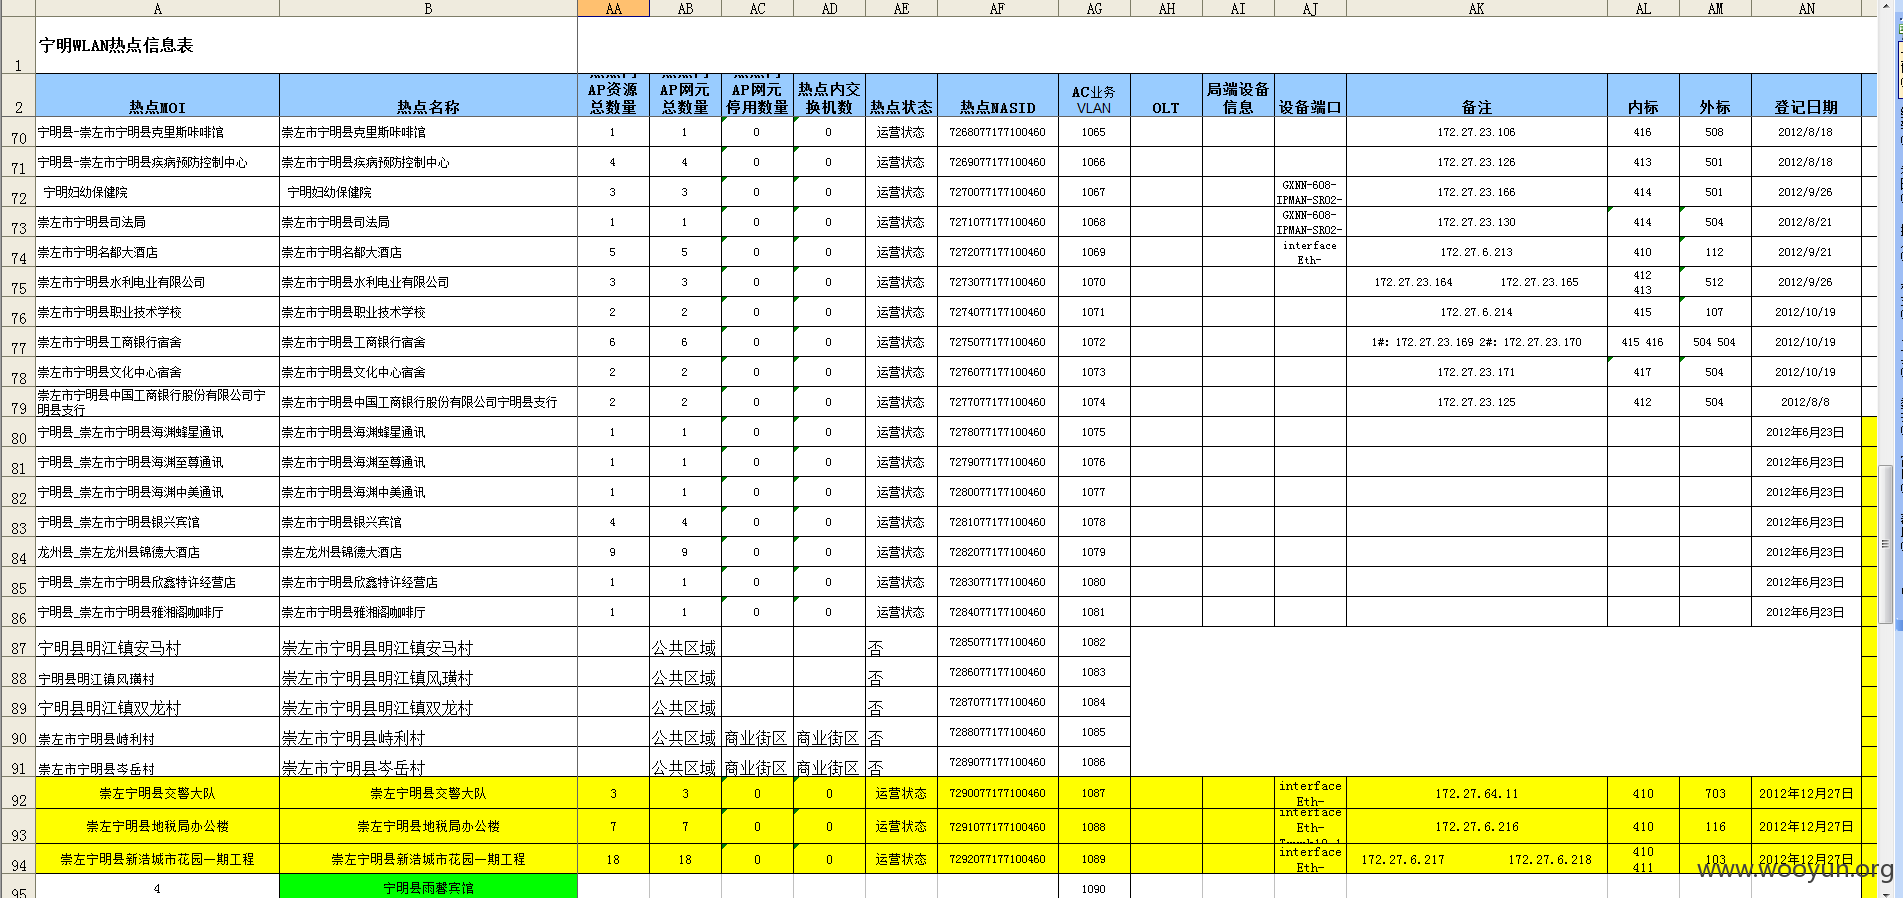 A B AA AB AC AD AE AF AG AH AI AJ AK AL AM AN
1 宁明WLAN热点信息表
2 热点MOI 热点名称 AP资源总数量 AP网元总数量 AP网元停用数量 热点内交换机数 热点状态 热点NASID AC业务VLAN OLT 局端设备信息 设备端口 备注 内标 外标 登记日期
70 宁明县-崇左市宁明县克里斯咔啡馆 崇左市宁明县克里斯咔啡馆 1 1 0 0 运营状态 7268077177100460 1065 172.27.23.106 416 508 2012/8/18
71 宁明县-崇左市宁明县疾病预防控制中心 崇左市宁明县疾病预防控制中心 4 4 0 0 运营状态 7269077177100460 1066 172.27.23.126 413 501 2012/8/18
72 宁明妇幼保健院 宁明妇幼保健院 3 3 0 0 运营状态 7270077177100460 1067 GXNN-608-IPMAN-SR02- 172.27.23.166 414 501 2012/9/26
73 崇左市宁明县司法局 崇左市宁明县司法局 1 1 0 0 运营状态 7271077177100460 1068 GXNN-608-IPMAN-SR02- 172.27.23.130 414 504 2012/8/21
74 崇左市宁明名都大酒店 崇左市宁明名都大酒店 5 5 0 0 运营状态 7272077177100460 1069 interface Eth- 172.27.6.213 410 112 2012/9/21
75 崇左市宁明县水利电业有限公司 崇左市宁明县水利电业有限公司 3 3 0 0 运营状态 7273077177100460 1070 172.27.23.164 172.27.23.165 412 413 512 2012/9/26
76 崇左市宁明县职业技术学校 崇左市宁明县职业技术学校 2 2 0 0 运营状态 7274077177100460 1071 172.27.6.214 415 107 2012/10/19
77 崇左市宁明县工商银行宿舍 崇左市宁明县工商银行宿舍 6 6 0 0 运营状态 7275077177100460 1072 1#: 172.27.23.169 2#: 172.27.23.170 415 416 504 504 2012/10/19
78 崇左市宁明县文化中心宿舍 崇左市宁明县文化中心宿舍 2 2 0 0 运营状态 7276077177100460 1073 172.27.23.171 417 504 2012/10/19
79 崇左市宁明县中国工商银行股份有限公司宁明县支行 崇左市宁明县中国工商银行股份有限公司宁明县支行 2 2 0 0 运营状态 7277077177100460 1074 172.27.23.125 412 504 2012/8/8
80 宁明县_崇左市宁明县海渊蜂星通讯 崇左市宁明县海渊蜂星通讯 1 1 0 0 运营状态 7278077177100460 1075 2012年6月23日
81 宁明县_崇左市宁明县海渊至尊通讯 崇左市宁明县海渊至尊通讯 1 1 0 0 运营状态 7279077177100460 1076 2012年6月23日
82 宁明县_崇左市宁明县海渊中美通讯 崇左市宁明县海渊中美通讯 1 1 0 0 运营状态 7280077177100460 1077 2012年6月23日
83 宁明县_崇左市宁明县银兴宾馆 崇左市宁明县银兴宾馆 4 4 0 0 运营状态 7281077177100460 1078 2012年6月23日
84 龙州县_崇左龙州县锦德大酒店 崇左龙州县锦德大酒店 9 9 0 0 运营状态 7282077177100460 1079 2012年6月23日
85 宁明县_崇左市宁明县欣鑫特许经营店 崇左市宁明县欣鑫特许经营店 1 1 0 0 运营状态 7283077177100460 1080 2012年6月23日
86 宁明县_崇左市宁明县雅湘阁咖啡厅 崇左市宁明县雅湘阁咖啡厅 1 1 0 0 运营状态 7284077177100460 1081 2012年6月23日
87 宁明县明江镇安马村 崇左市宁明县明江镇安马村 公共区域 否 7285077177100460 1082
88 宁明县明江镇风璜村 崇左市宁明县明江镇风璜村 公共区域 否 7286077177100460 1083
89 宁明县明江镇双龙村 崇左市宁明县明江镇双龙村 公共区域 否 7287077177100460 1084
90 崇左市宁明县峙利村 崇左市宁明县峙利村 公共区域 商业街区 商业街区 否 7288077177100460 1085
91 崇左市宁明县岑岳村 崇左市宁明县岑岳村 公共区域 商业街区 商业街区 否 7289077177100460 1086
92 崇左宁明县交警大队 崇左宁明县交警大队 3 3 0 0 运营状态 7290077177100460 1087 interface Eth- 172.27.64.11 410 703 2012年12月27日
93 崇左宁明县地税局办公楼 崇左宁明县地税局办公楼 7 7 0 0 运营状态 7291077177100460 1088 interface Eth- 172.27.6.216 410 116 2012年12月27日
94 崇左宁明县新浩城市花园一期工程 崇左宁明县新浩城市花园一期工程 18 18 0 0 运营状态 7292077177100460 1089 interface Eth- 172.27.6.217 172.27.6.218 410 411 103 2012年12月27日
95 4 宁明县雨馨宾馆 1090
www.wooyun.org